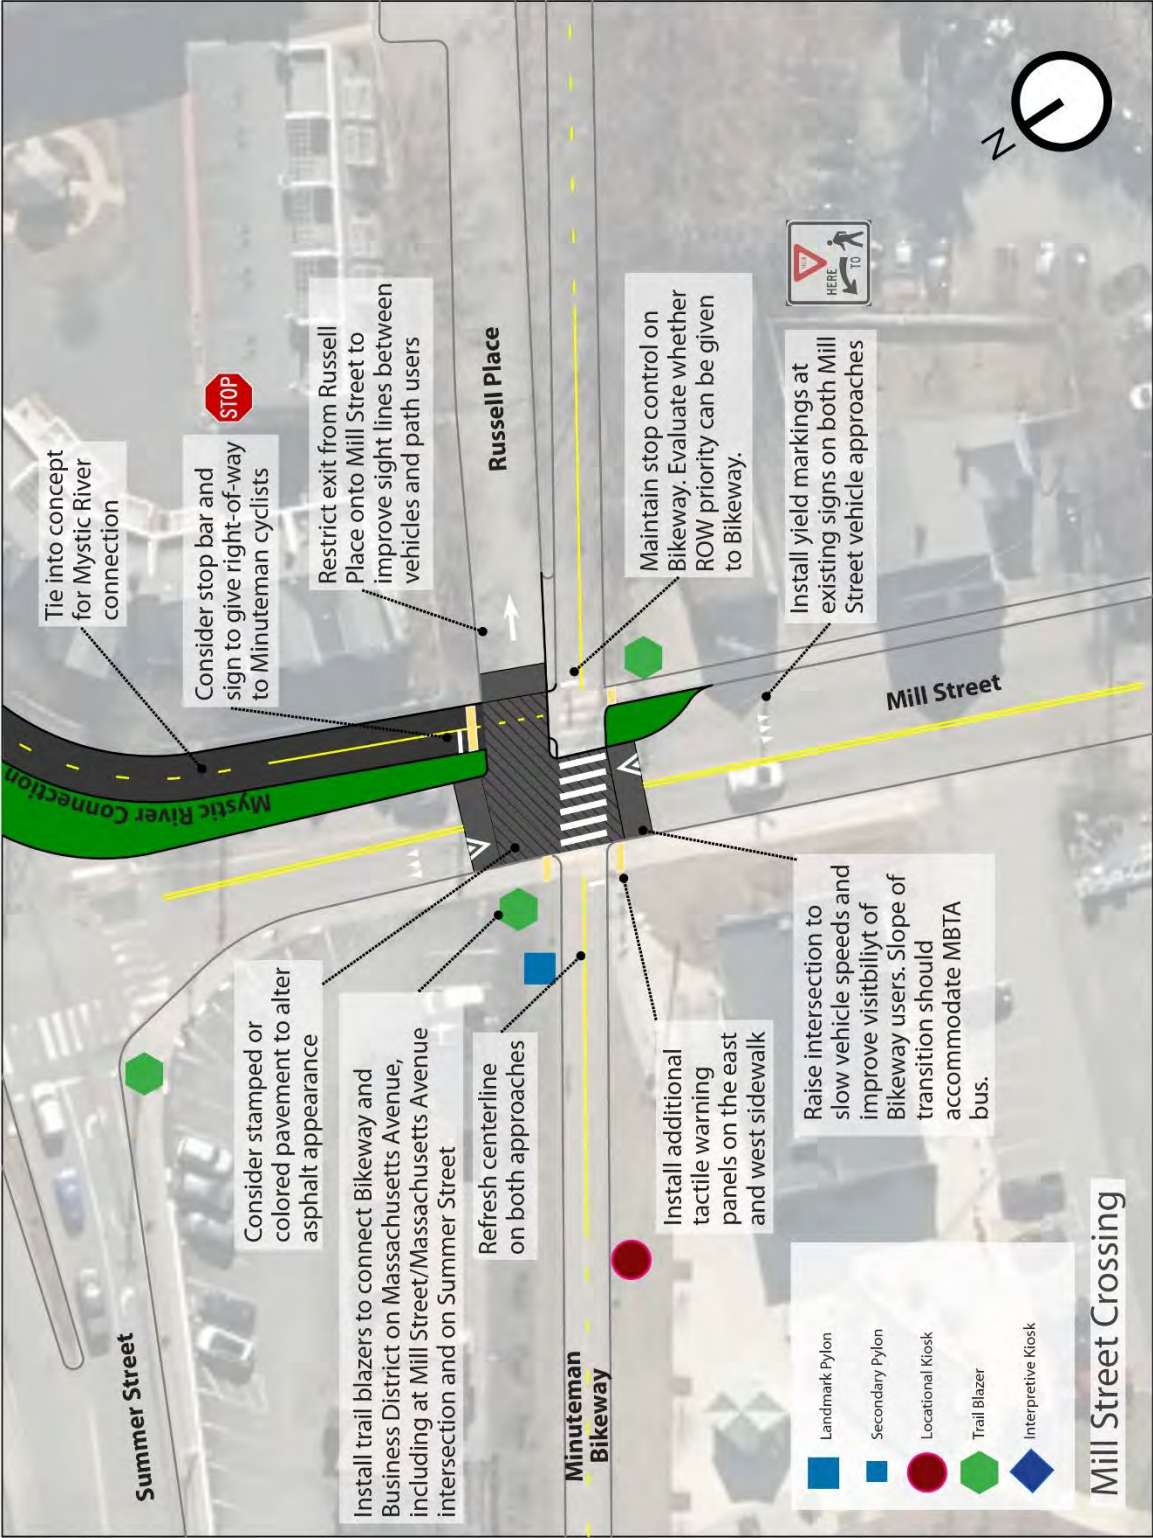 Tie into concept
for Mystic River
connection
Consider stop bar and
sign to give right-of-way
to Minuteman cyclists
STOP
Restrict exit from Russell
Place onto Mill Street to
improve sight lines between
vehicles and path users
Russell Place
N
Maintain stop control on
Bikeway. Evaluate whether
ROW priority can be given
to Bikeway.
HERE
TO
Install yield markings at
existing signs on both Mill
Street vehicle approaches
Mystic River Connection
Mill Street
Summer Street
Consider stamped or
colored pavement to alter
asphalt appearance
Install trail blazers to connect Bikeway and
Business District on Massachusetts Avenue,
including at Mill Street/Massachusetts Avenue
intersection and on Summer Street
Refresh centerline
on both approaches
Minuteman
Bikeway
Install additional
tactile warning
panels on the east
and west sidewalk
Raise intersection to
slow vehicle speeds and
improve visibiliyt of
Bikeway users. Slope of
transition should
accommodate MBTA
bus.
Landmark Pylon
Secondary Pylon
Locational Kiosk
Trail Blazer
Interpretive Kiosk
Mill Street Crossing